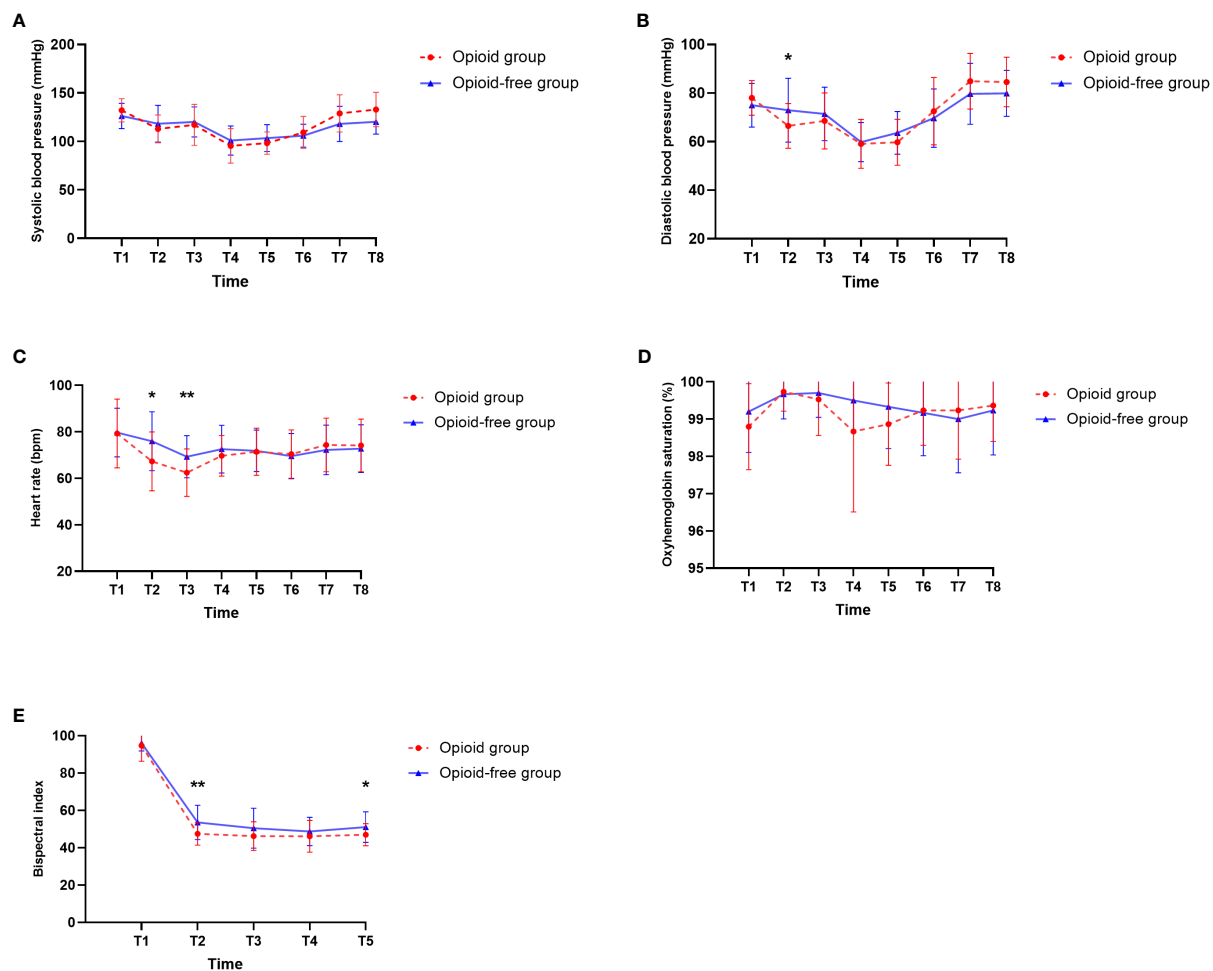 A
Systolic blood pressure (mmHg)
200
150
100
50
0
T1 T2 T3 T4 T5 T6 T7 T8
Time
Opioid group
Opioid-free group
B
Diastolic blood pressure (mmHg)
100
80
60
40
20
*
T1 T2 T3 T4 T5 T6 T7 T8
Time
Opioid group
Opioid-free group
C
Heart rate (bpm)
100
80
60
40
20
* **
T1 T2 T3 T4 T5 T6 T7 T8
Time
Opioid group
Opioid-free group
D
Oxyhemoglobin saturation (%)
100
99
98
97
96
95
T1 T2 T3 T4 T5 T6 T7 T8
Time
Opioid group
Opioid-free group
E
Bispectral index
100
80
60
40
20
0
** *
T1 T2 T3 T4 T5
Time
Opioid group
Opioid-free group